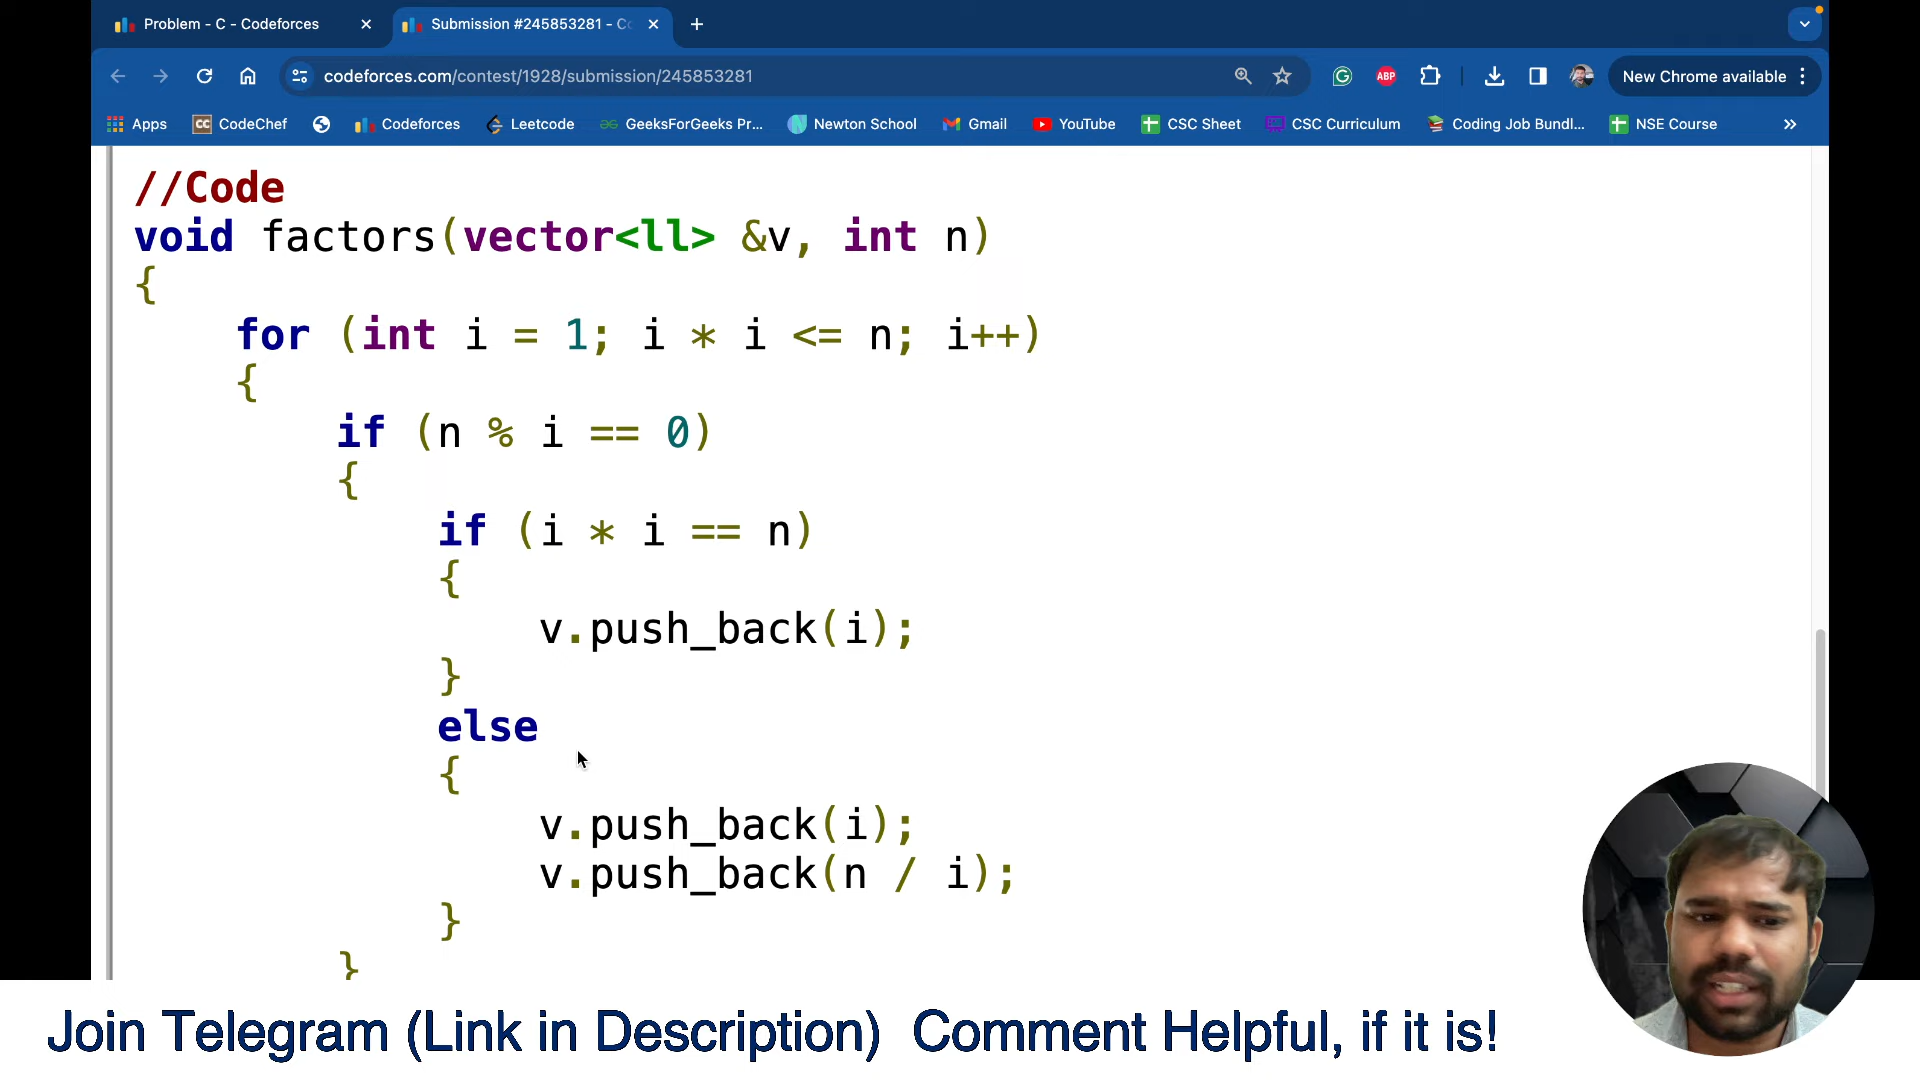 Problem - C - Codeforces
Submission #245853281 - Co
codeforces.com/contest/1928/submission/245853281
ABP
New Chrome available
Apps
CC CodeChef
Codeforces
Leetcode
GeeksForGeeks Pr...
Newton School
Gmail
YouTube
CSC Sheet
CSC Curriculum
Coding Job Bundl...
NSE Course
»
//Code
void factors(vector<ll> &v, int n)
{
for (int i = 1; i * i <= n; i++)
{
if (n % i == 0)
{
if (i * i == n)
{
v.push_back(i);
}
else
{
v.push_back(i);
v.push_back(n / i);
}
}
Join Telegram (Link in Description) Comment Helpful, if it is!